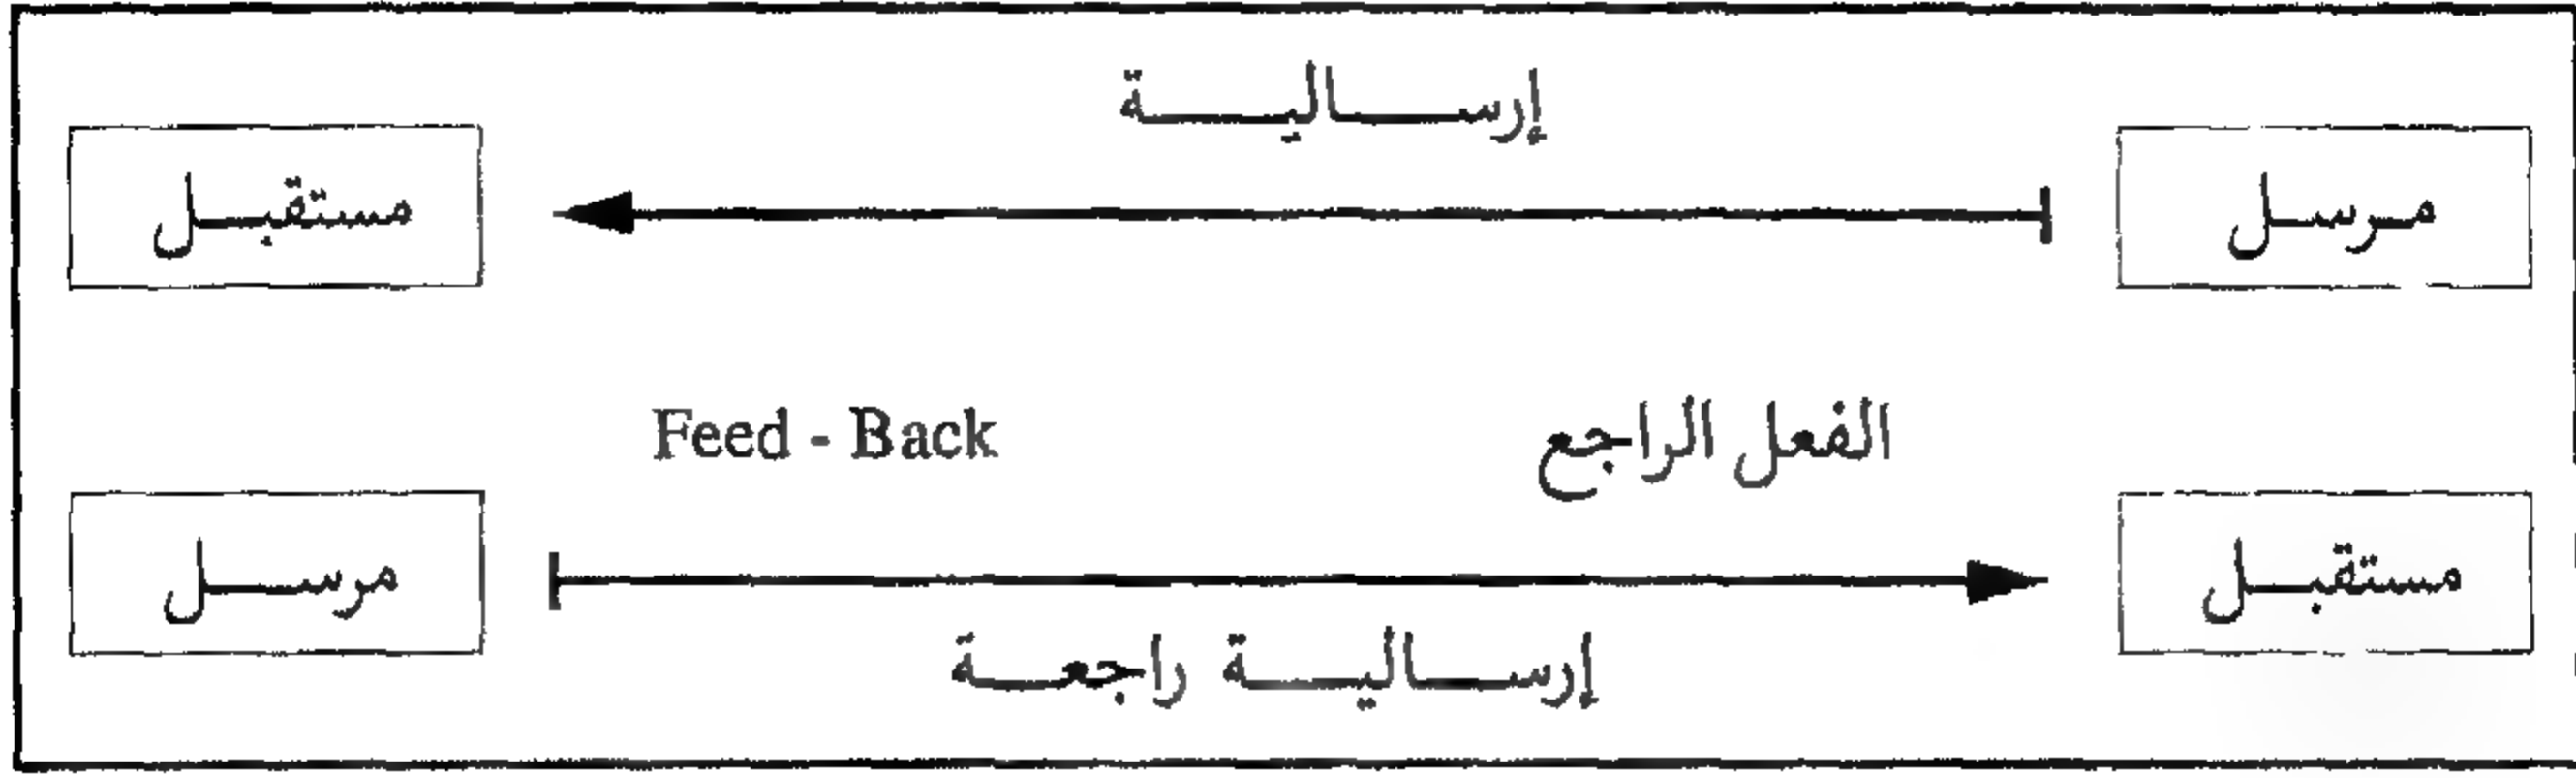 إرسالية
مرسل
مستقبل
الفعل الراجع Feed - Back
مستقبل
مرسل
إرسالية راجعة